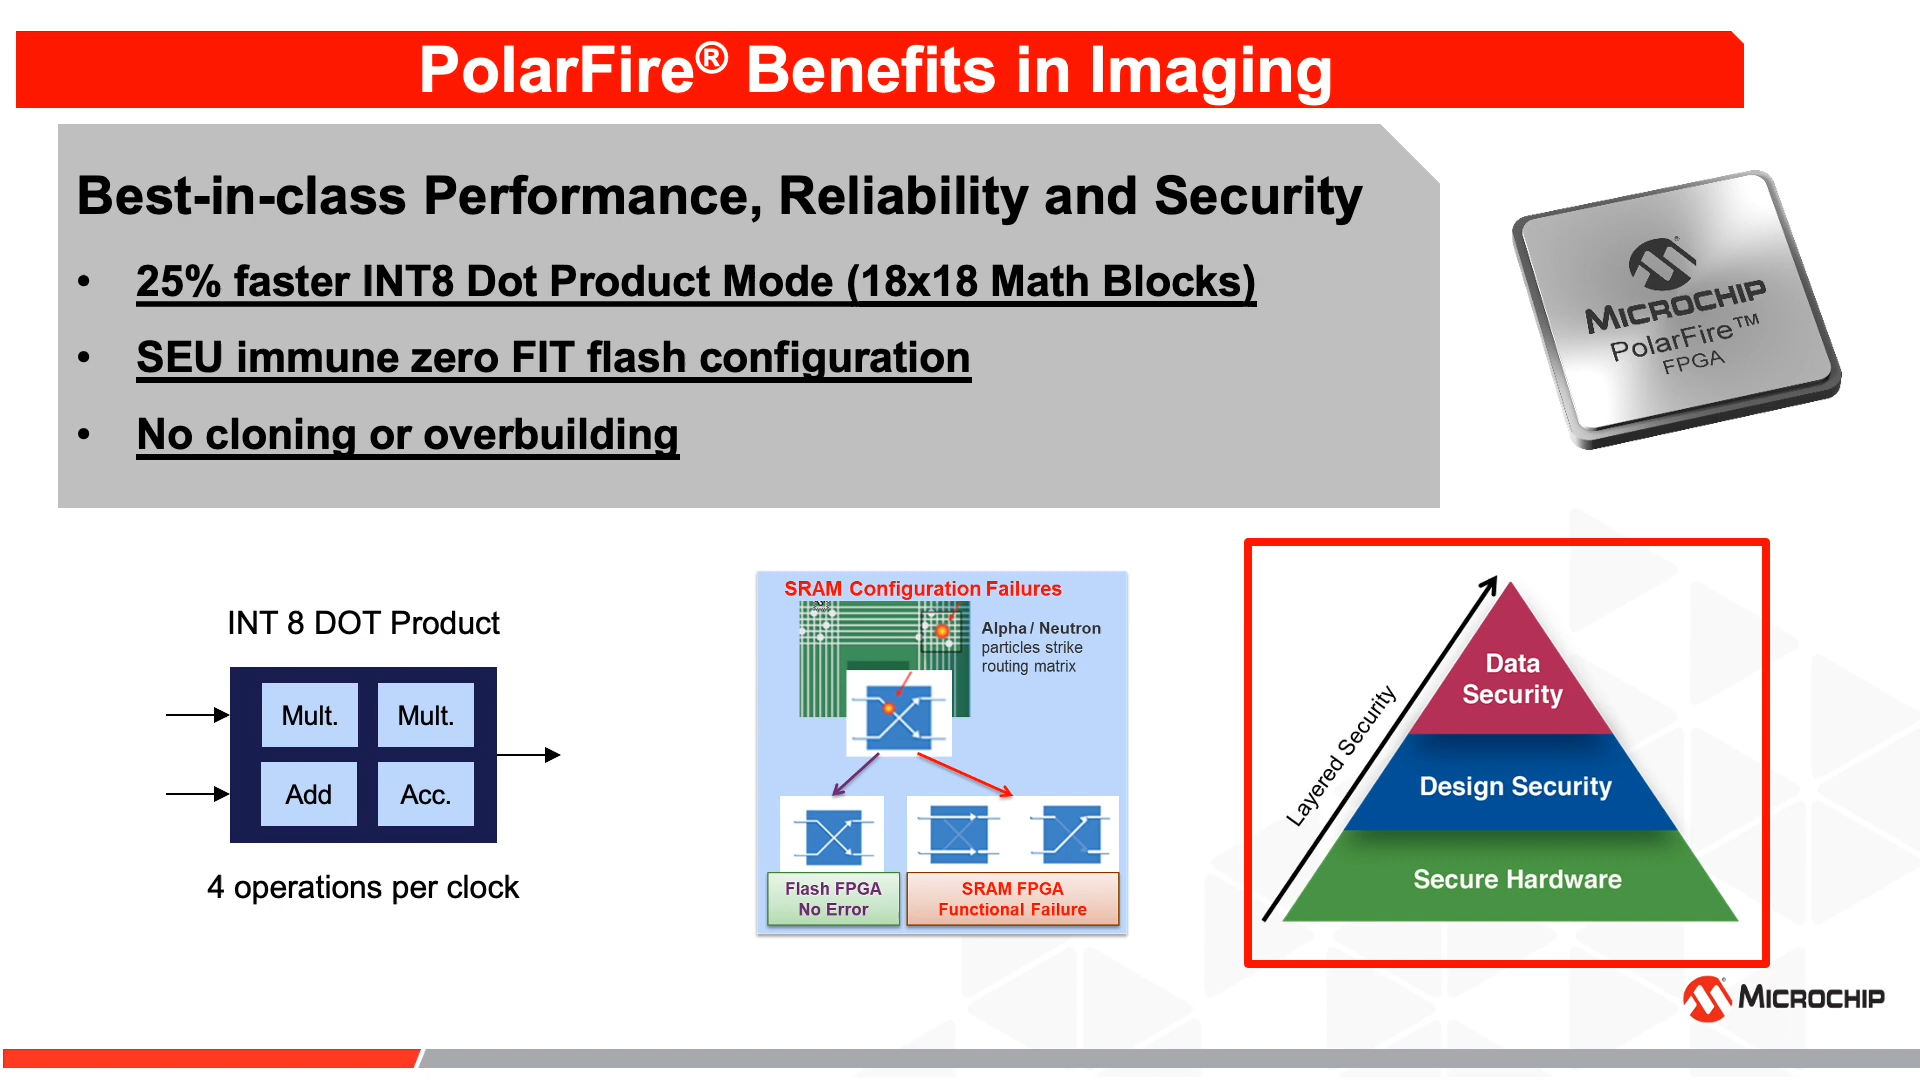 PolarFire® Benefits in Imaging
Best-in-class Performance, Reliability and Security
• 25% faster INT8 Dot Product Mode (18x18 Math Blocks)
• SEU immune zero FIT flash configuration
• No cloning or overbuilding
MICROCHIP
PolarFire™
FPGA
INT 8 DOT Product
Mult.
Mult.
Add
Acc.
4 operations per clock
SRAM Configuration Failures
Alpha / Neutron
particles strike
routing matrix
Flash FPGA
No Error
SRAM FPGA
Functional Failure
Layered Security
Data
Security
Design Security
Secure Hardware
MICROCHIP